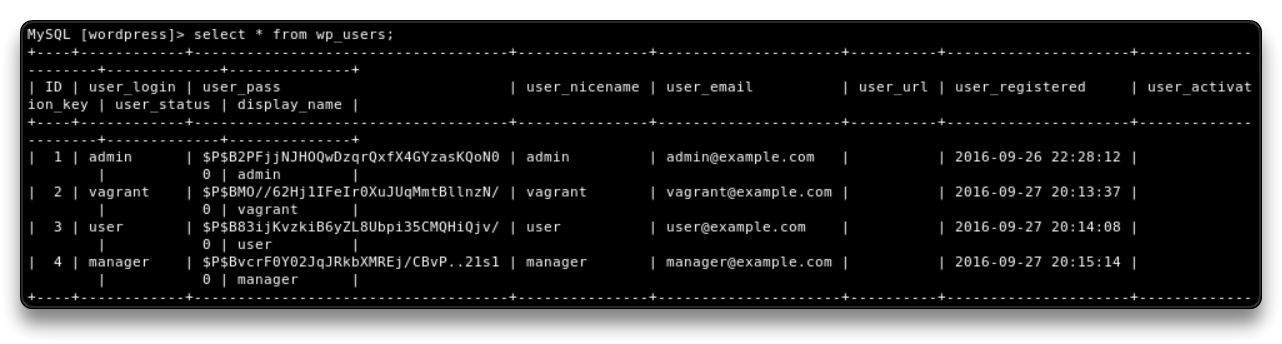 MySQL [wordpress]> select * from wp_users;
+----+------------+-------------------------------------+---------------+---------------------+----------+---------------------+-------------
--------+-------------+--------------+
| ID | user_login | user_pass                           | user_nicename | user_email          | user_url | user_registered     | user_activat
ion_key | user_status | display_name |
+----+------------+-------------------------------------+---------------+---------------------+----------+---------------------+-------------
--------+-------------+--------------+
|  1 | admin      | $P$B2PFjjNJHOQwDzqrQxfX4GYzasKQoN0 | admin         | admin@example.com   |          | 2016-09-26 22:28:12 |
        |           0 | admin        |
|  2 | vagrant    | $P$BMO//62Hj1IFeIr0XuJUqMmtBllnzN/ | vagrant       | vagrant@example.com |          | 2016-09-27 20:13:37 |
        |           0 | vagrant      |
|  3 | user       | $P$B83ijKvzkiB6yZL8Ubpi35CMQHiQjv/ | user          | user@example.com    |          | 2016-09-27 20:14:08 |
        |           0 | user         |
|  4 | manager    | $P$BvcrF0Y02JqJRkbXMREj/CBvP..21s1 | manager       | manager@example.com |          | 2016-09-27 20:15:14 |
        |           0 | manager      |
+----+------------+-------------------------------------+---------------+---------------------+----------+---------------------+-------------